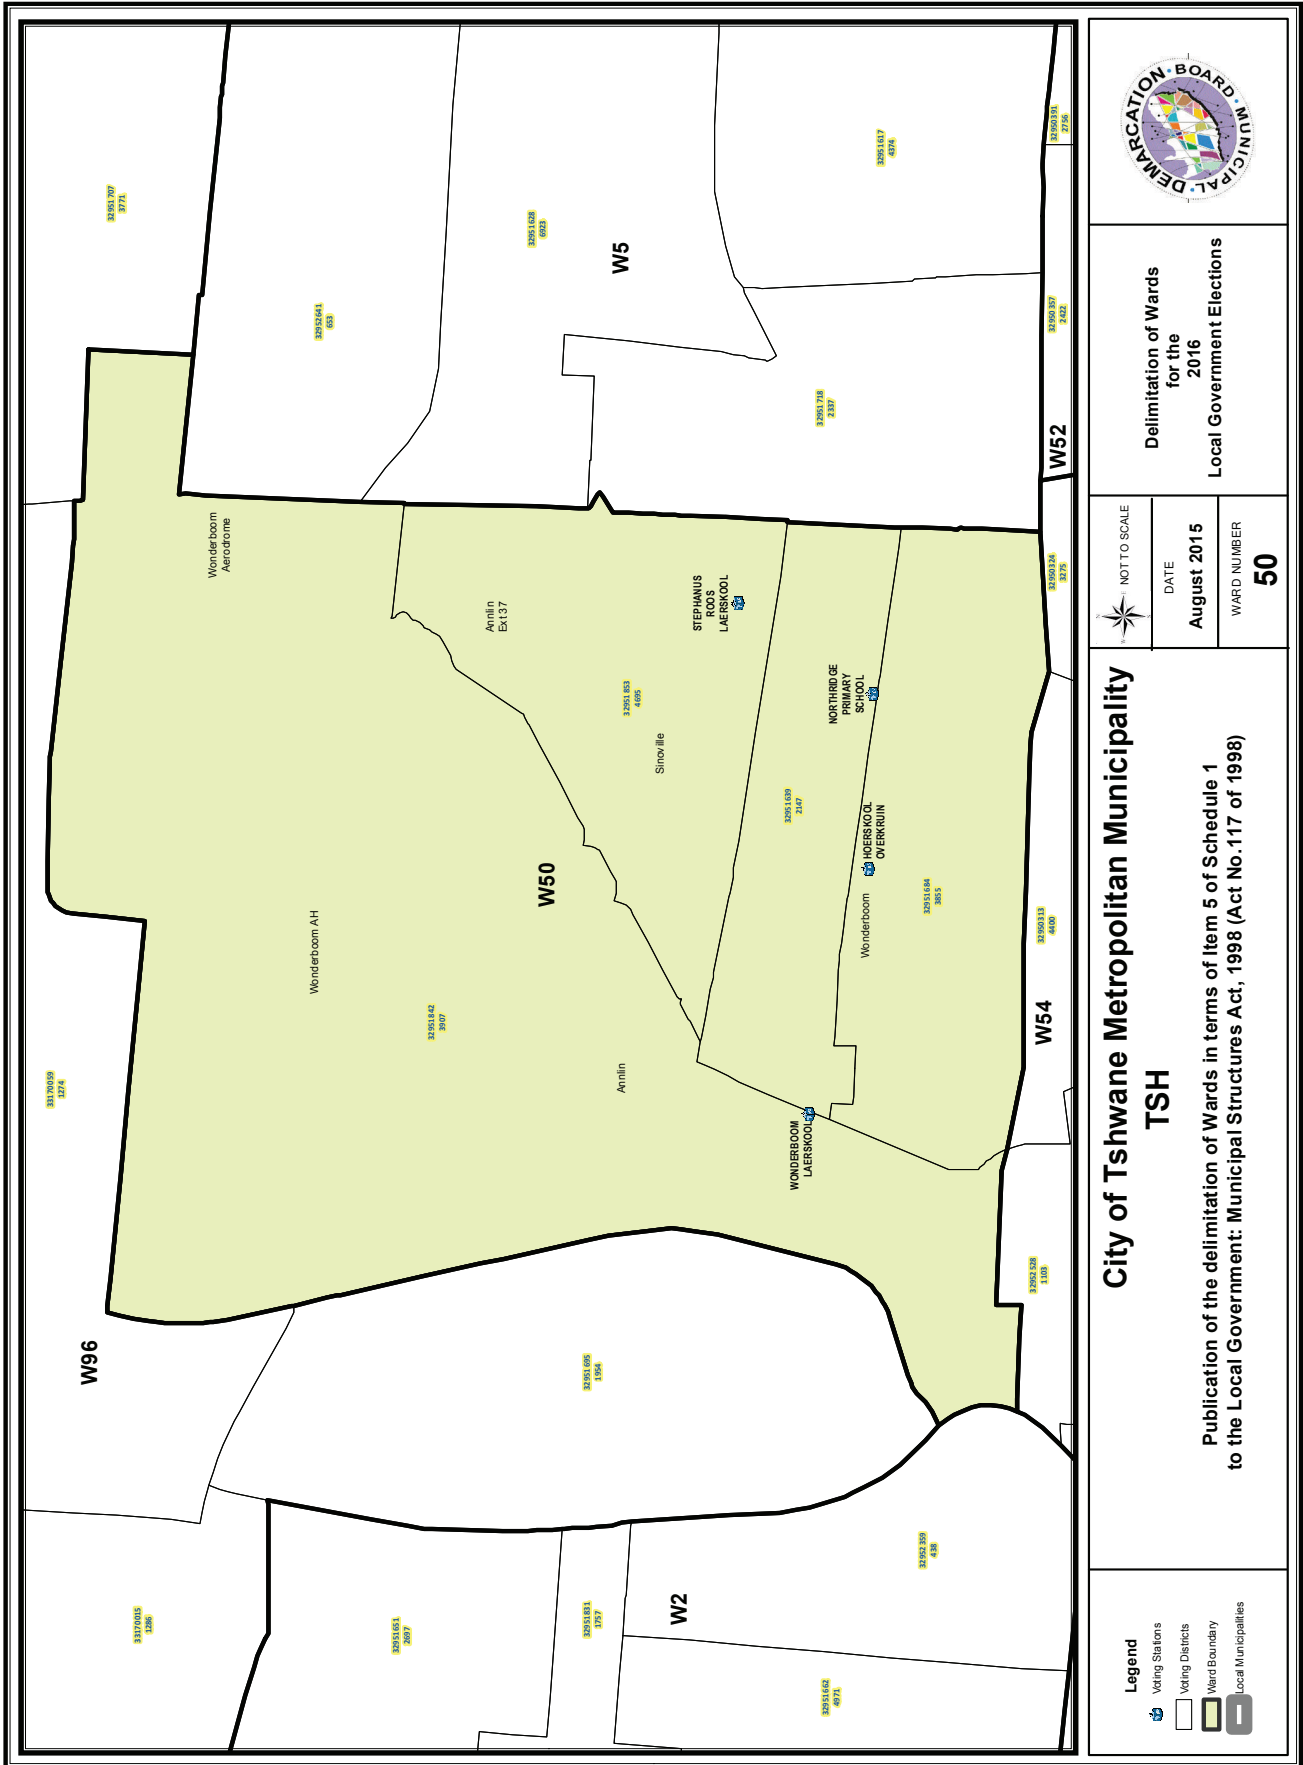 33170015
1286
W96
33170059
1274
32951707
3771
Wonderboom
Aerodrome
32952641
653
Wonderboom AH
32951651
2697
32951842
3907
Annlin
Ext 37
32951628
6923
W50
32951831
1757
32951695
1954
Annlin
32951853
4695
Sinoville
W5
W2
STEPHANUS
ROOS
LAERSKOOL
32951639
2147
WONDERBOOM
LAERSKOOL
32951662
4971
NORTHRIDGE
PRIMARY
SCHOOL
32951718
2337
HOERSKOOL
OVERKRUIN
Wonderboom
32951617
4374
32952359
438
32951684
3855
32952528
1103
W54
32950313
4400
32950324
3275
W52
32950357
2422
32950391
2756
Legend
Voting Stations
Voting Districts
Ward Boundary
Local Municipalities
City of Tshwane Metropolitan Municipality
TSH
Publication of the delimitation of Wards in terms of Item 5 of Schedule 1
to the Local Government: Municipal Structures Act, 1998 (Act No.117 of 1998)
NOT TO SCALE
DATE
August 2015
WARD NUMBER
50
Delimitation of Wards
for the
2016
Local Government Elections
MUNICIPAL DEMARCATION BOARD